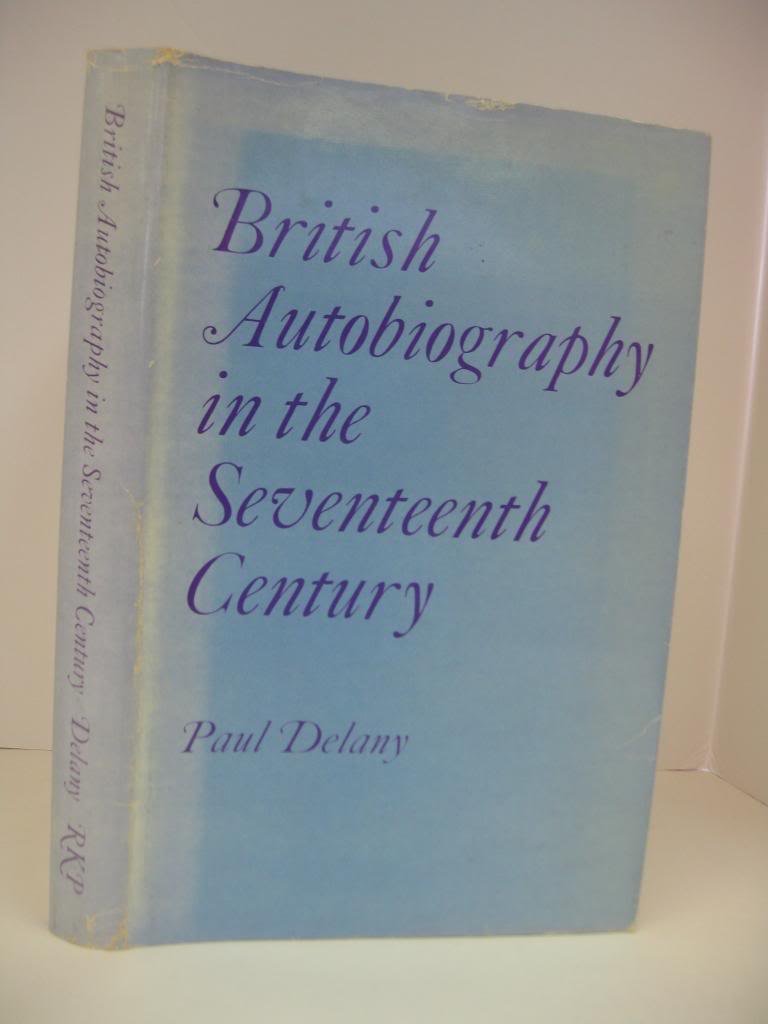 British
Autobiography
in the
Seventeenth
Century
Paul Delany
British Autobiography in the Seventeenth Century Delany RKP